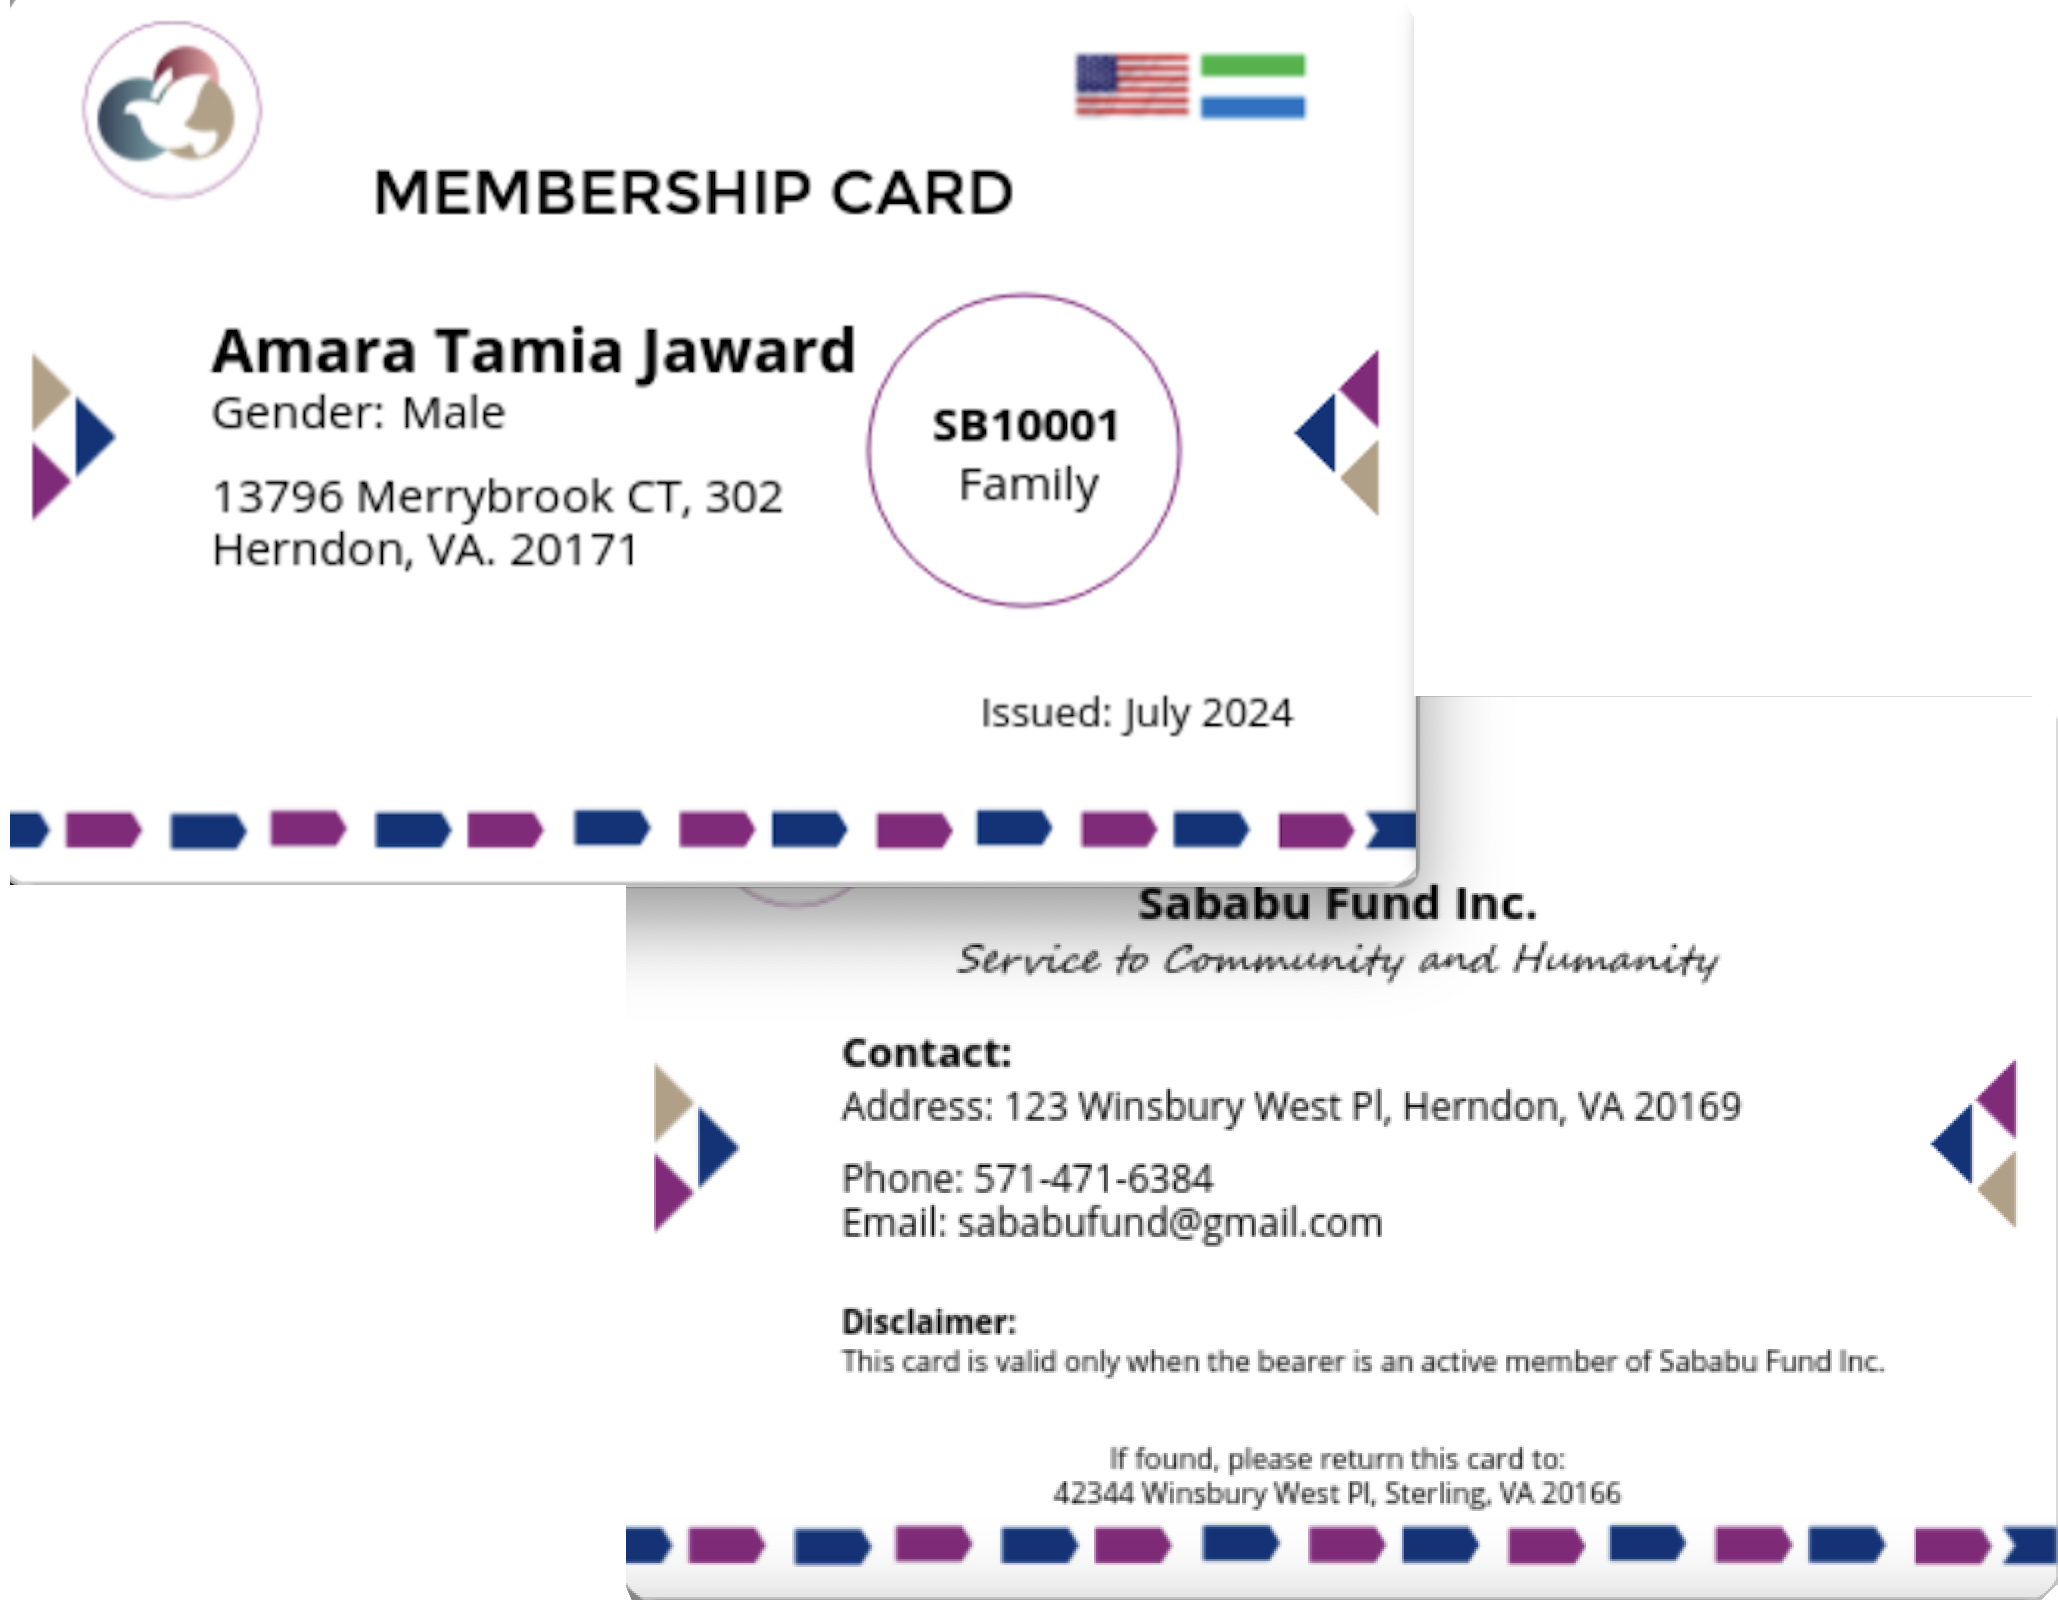 MEMBERSHIP CARD
Amara Tamia Jaward
Gender: Male
13796 Merrybrook CT, 302
Herndon, VA. 20171
SB10001
Family
Issued: July 2024
Sababu Fund Inc.
Service to Community and Humanity
Contact:
Address: 123 Winsbury West Pl, Herndon, VA 20169
Phone: 571-471-6384
Email: sababufund@gmail.com
Disclaimer:
This card is valid only when the bearer is an active member of Sababu Fund Inc.
If found, please return this card to:
42344 Winsbury West Pl, Sterling, VA 20166